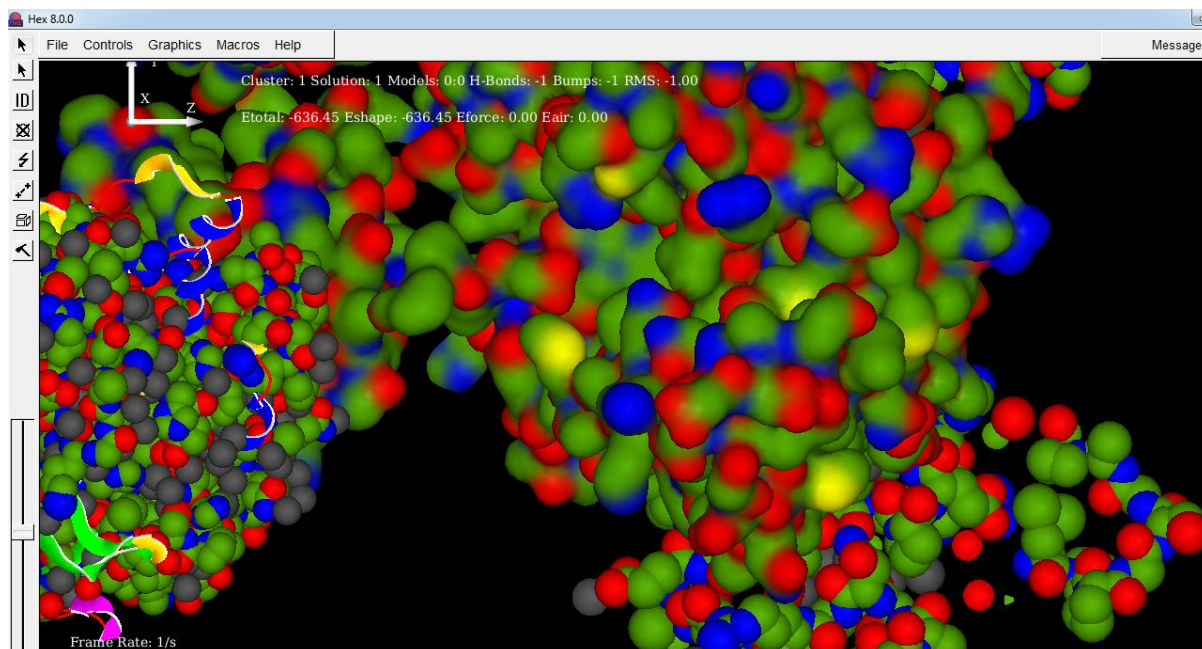 Hex 8.0.0
File Controls Graphics Macros Help Message
Cluster: 1 Solution: 1 Models: 0:0 H-Bonds: -1 Bumps: -1 RMS: -1.00
X
Z
Etotal: -636.45 Eshape: -636.45 Eforce: 0.00 Eair: 0.00
ID
Frame Rate: 1/s